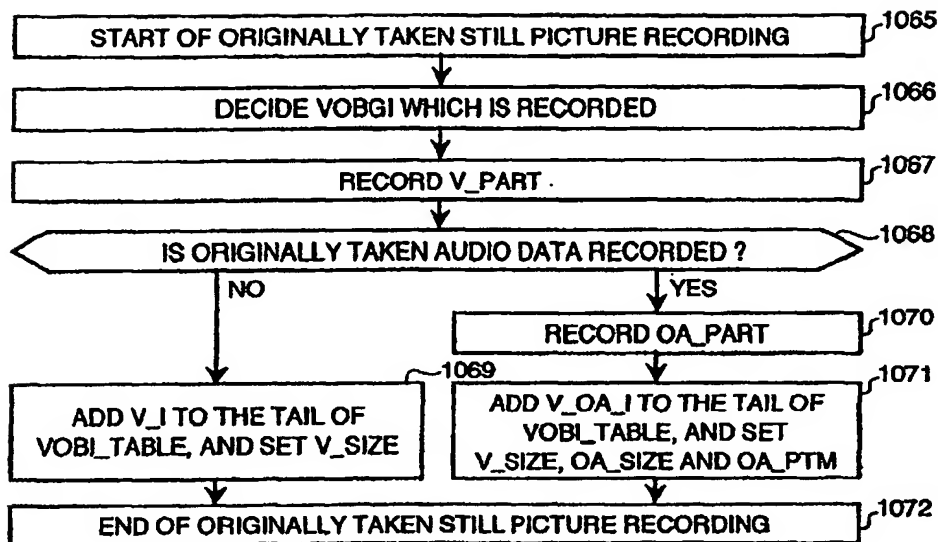 START OF ORIGINALLY TAKEN STILL PICTURE RECORDING 1065
DECIDE VOBGI WHICH IS RECORDED 1066
RECORD V_PART 1067
IS ORIGINALLY TAKEN AUDIO DATA RECORDED ? 1068
NO
YES
RECORD OA_PART 1070
1069
ADD V_I TO THE TAIL OF
VOBI_TABLE, AND SET V_SIZE
1071
ADD V_OA_I TO THE TAIL OF
VOBI_TABLE, AND SET
V_SIZE, OA_SIZE AND OA_PTM
END OF ORIGINALLY TAKEN STILL PICTURE RECORDING 1072